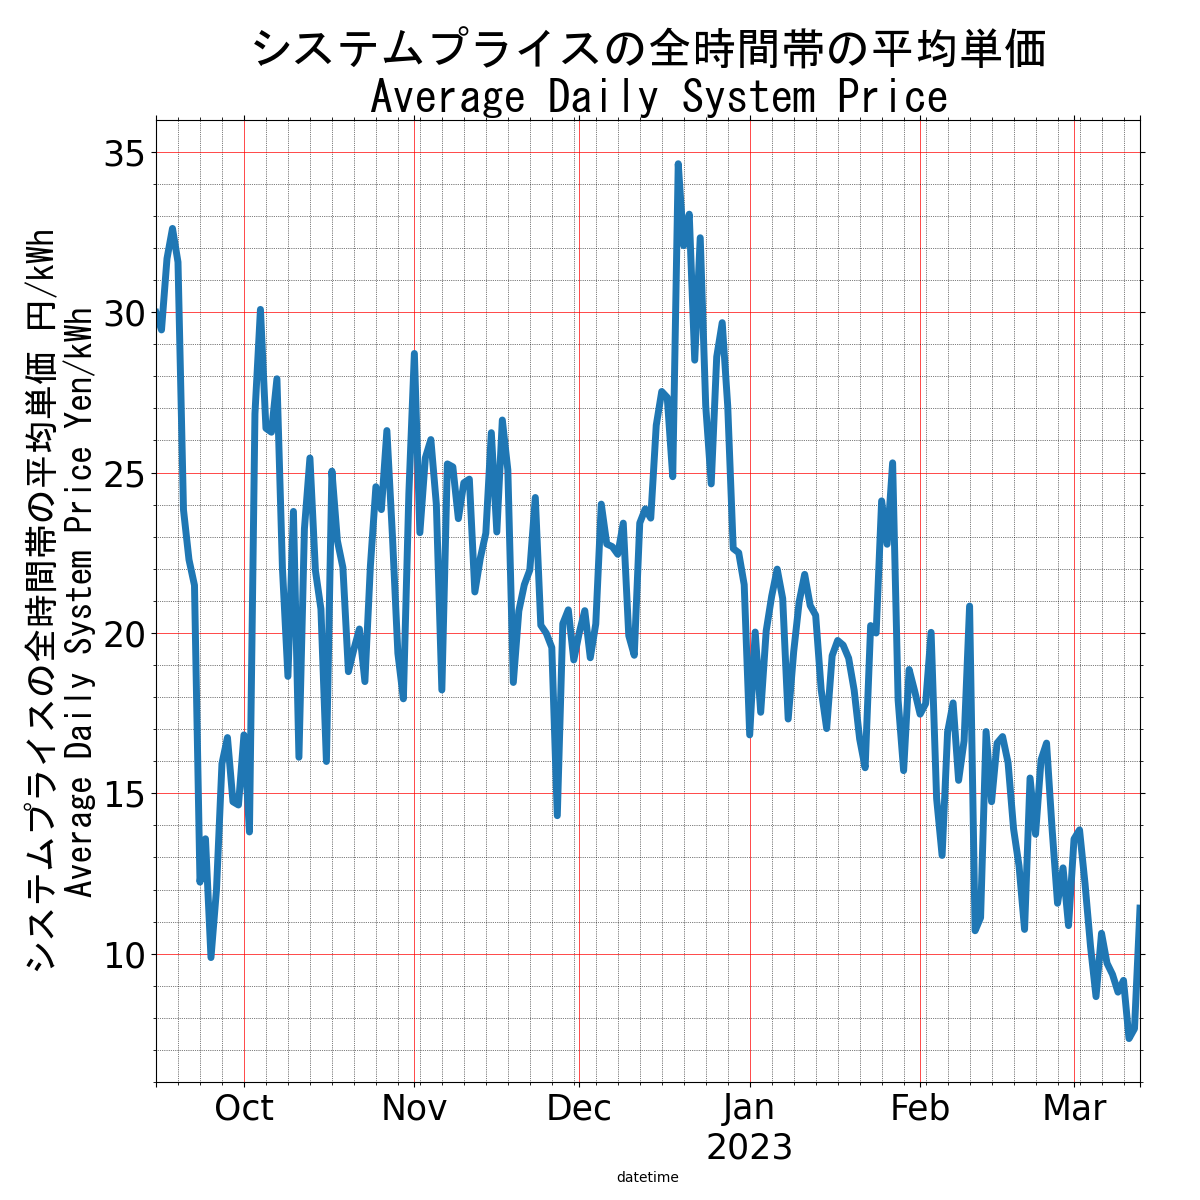 システムプライスの全時間帯の平均単価
Average Daily System Price
システムプライスの全時間帯の平均単価 円/kWh
Average Daily System Price Yen/kWh
35
30
25
20
15
10
Oct
Nov
Dec
Jan
Feb
Mar
2023
datetime